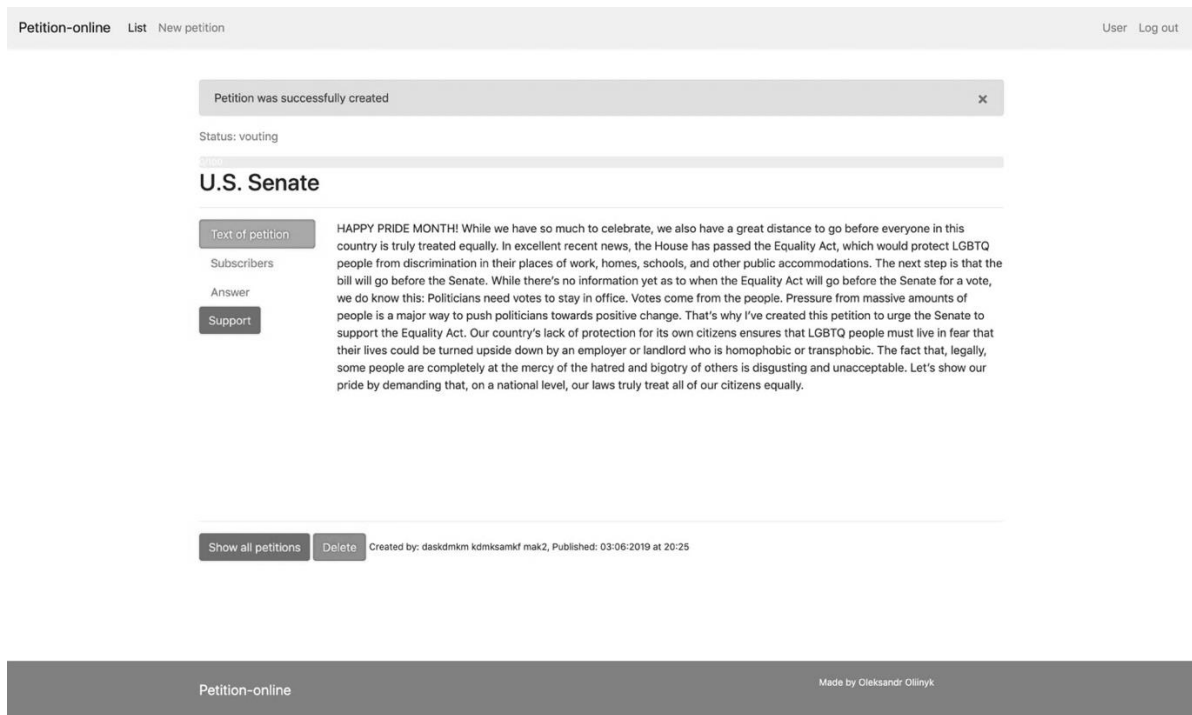 Petition-online List New petition User Log out
Petition was successfully created ×
Status: vouting
U.S. Senate
Text of petition
Subscribers
Answer
Support
HAPPY PRIDE MONTH! While we have so much to celebrate, we also have a great distance to go before everyone in this
country is truly treated equally. In excellent recent news, the House has passed the Equality Act, which would protect LGBTQ
people from discrimination in their places of work, homes, schools, and other public accommodations. The next step is that the
bill will go before the Senate. While there's no information yet as to when the Equality Act will go before the Senate for a vote,
we do know this: Politicians need votes to stay in office. Votes come from the people. Pressure from massive amounts of
people is a major way to push politicians towards positive change. That's why I've created this petition to urge the Senate to
support the Equality Act. Our country's lack of protection for its own citizens ensures that LGBTQ people must live in fear that
their lives could be turned upside down by an employer or landlord who is homophobic or transphobic. The fact that, legally,
some people are completely at the mercy of the hatred and bigotry of others is disgusting and unacceptable. Let's show our
pride by demanding that, on a national level, our laws truly treat all of our citizens equally.
Show all petitions Delete Created by: daskdmkm kdmksamkf mak2, Published: 03:06:2019 at 20:25
Petition-online Made by Oleksandr Oliinyk